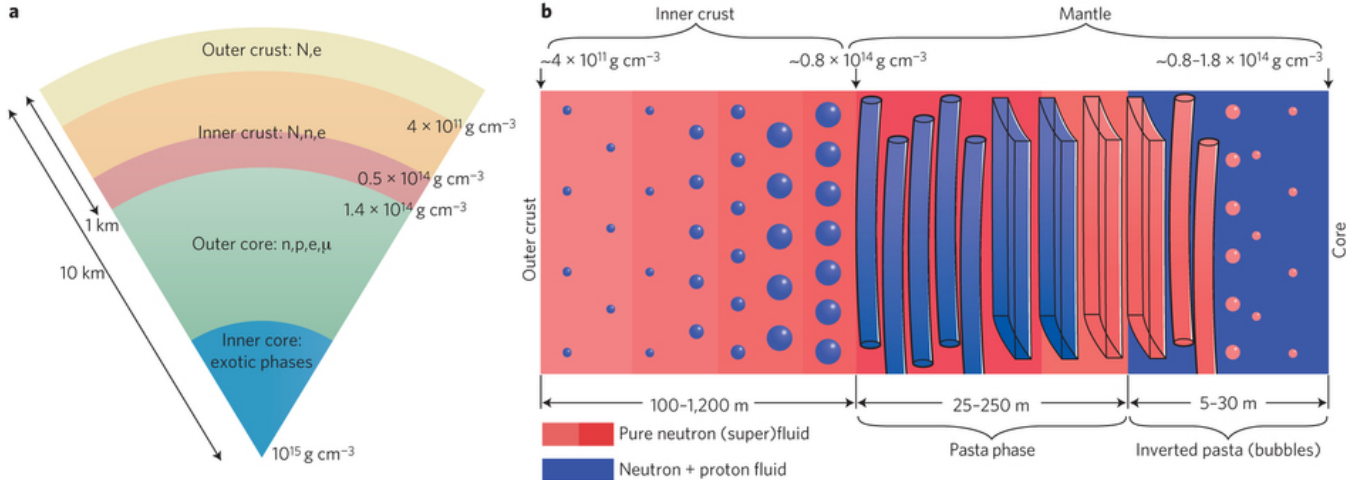 a
Outer crust: N,e
4 × 10¹¹ g cm⁻³
Inner crust: N,n,e
0.5 × 10¹⁴ g cm⁻³
1.4 × 10¹⁴ g cm⁻³
1 km
Outer core: n,p,e,μ
10 km
Inner core:
exotic phases
10¹⁵ g cm⁻³
b
Inner crust
Mantle
~4 × 10¹¹ g cm⁻³
~0.8 × 10¹⁴ g cm⁻³
~0.8–1.8 × 10¹⁴ g cm⁻³
Outer crust
Core
100–1,200 m
25–250 m
5–30 m
Pure neutron (super)fluid
Neutron + proton fluid
Pasta phase
Inverted pasta (bubbles)